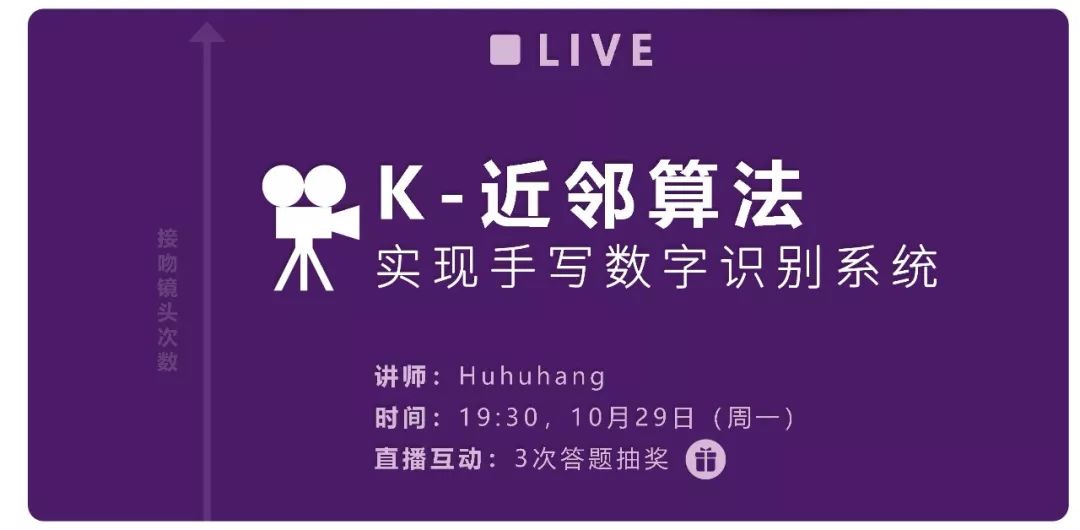 LIVE
K-近邻算法
实现手写数字识别系统
接吻镜头次数
讲师：Huhuhang
时间：19:30，10月29日（周一）
直播互动：3次答题抽奖